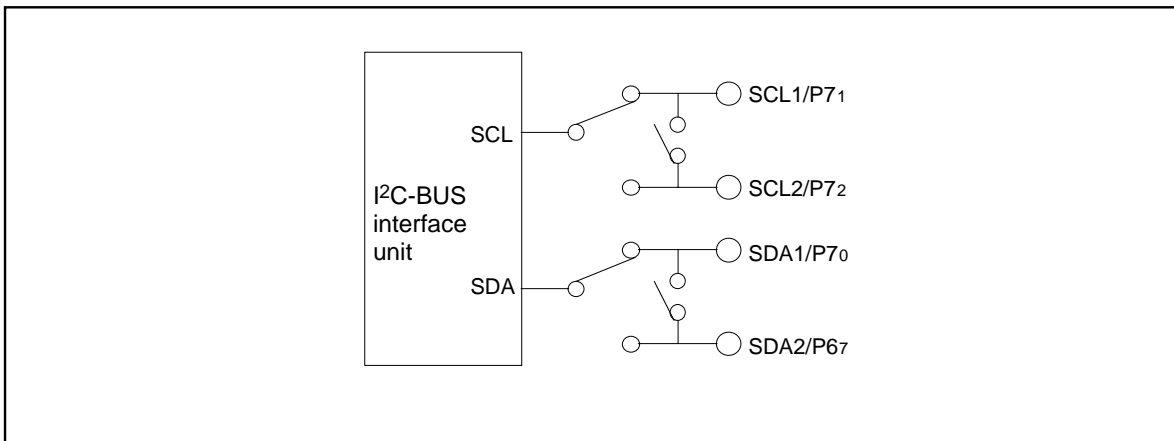 SCL1/P71
SCL
SCL2/P72
I2C-BUS
interface
unit
SDA1/P70
SDA
SDA2/P67